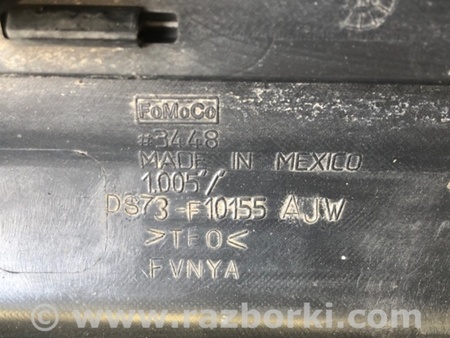 FoMoCo
#3448
MADE IN MEXICO
1.005
DS73-F10155 AJW
>TEO<
FVNYA
© www.razborki.com